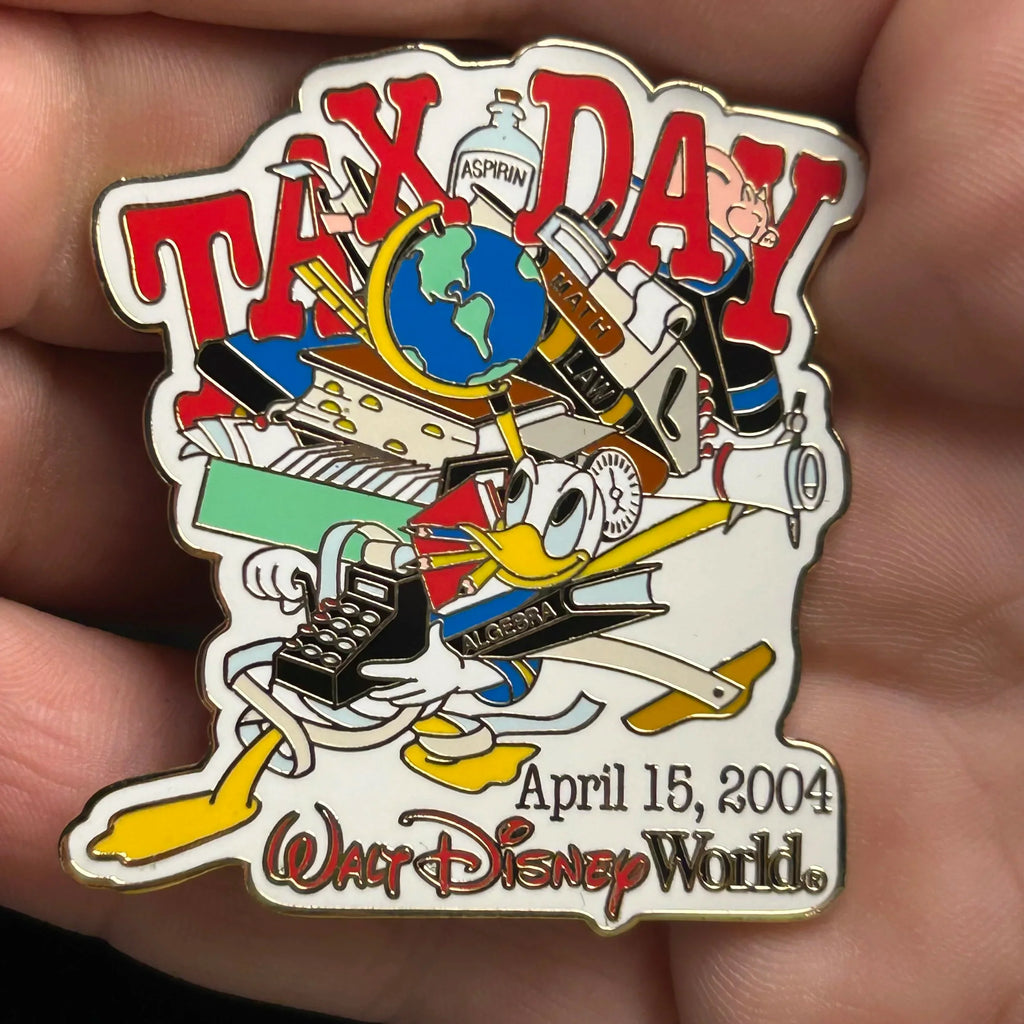 TAX DAY
ASPIRIN
MATH
LAW
ALGEBRA
April 15, 2004
WALT DISNEY World®